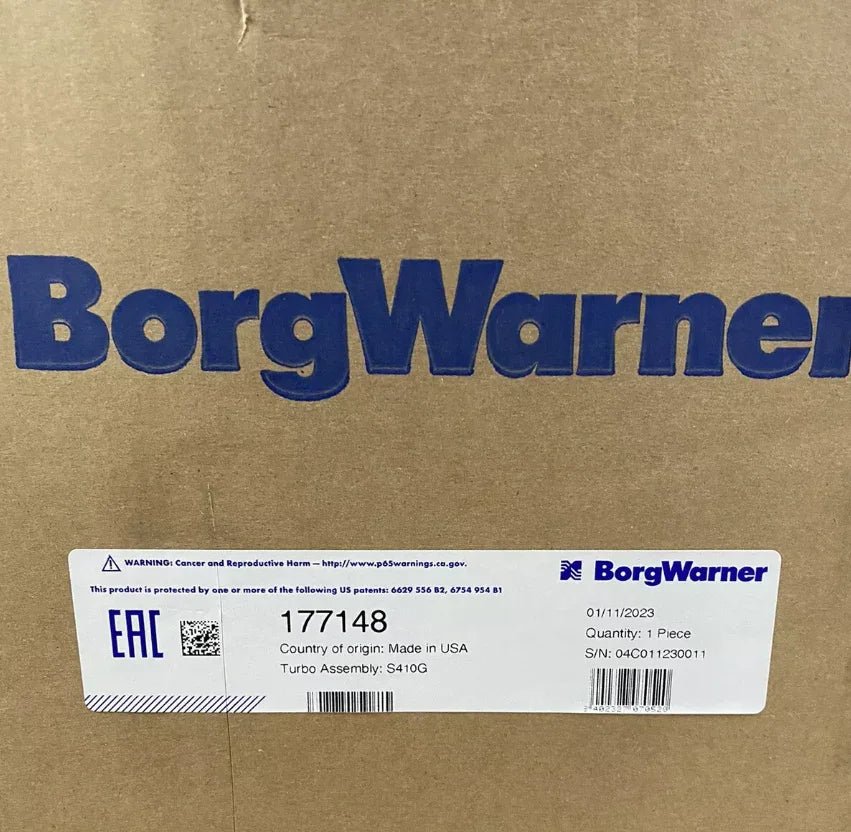 BorgWarner
WARNING: Cancer and Reproductive Harm — http://www.p65warnings.ca.gov.
BorgWarner
This product is protected by one or more of the following US patents: 6629 556 B2, 6754 954 B1
EAC
177148
01/11/2023
Country of origin: Made in USA
Quantity: 1 Piece
Turbo Assembly: S410G
S/N: 04C011230011